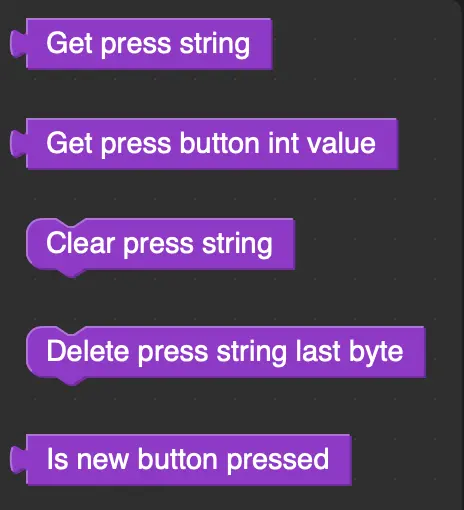 Get press string
Get press button int value
Clear press string
Delete press string last byte
Is new button pressed